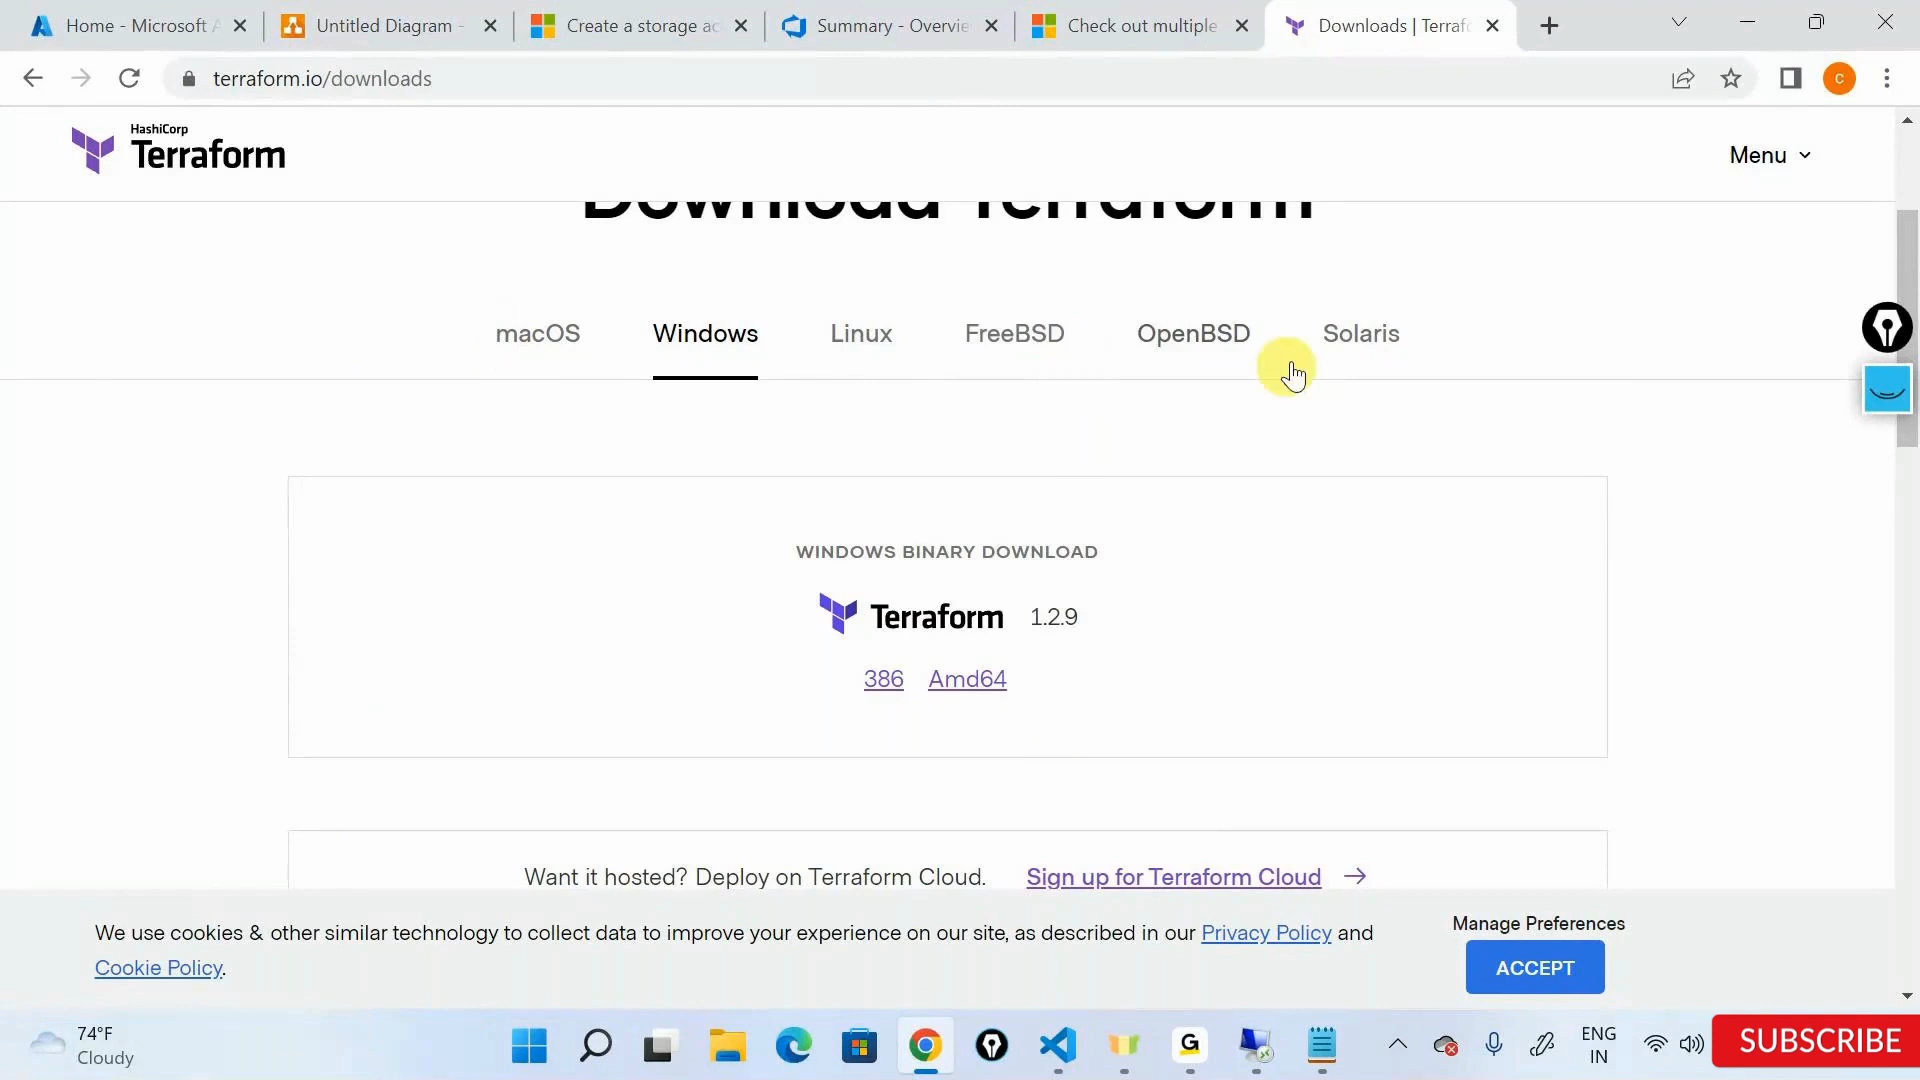 Home - Microsoft A
Untitled Diagram -
Create a storage ac
Summary - Overvie
Check out multiple
Downloads | Terrafo
terraform.io/downloads
C
HashiCorp
Terraform
Menu
Download Terraform
macOS
Windows
Linux
FreeBSD
OpenBSD
Solaris
WINDOWS BINARY DOWNLOAD
Terraform 1.2.9
386 Amd64
Want it hosted? Deploy on Terraform Cloud. Sign up for Terraform Cloud
We use cookies & other similar technology to collect data to improve your experience on our site, as described in our Privacy Policy and
Cookie Policy.
Manage Preferences
ACCEPT
74°F
Cloudy
G
ENG
IN
SUBSCRIBE